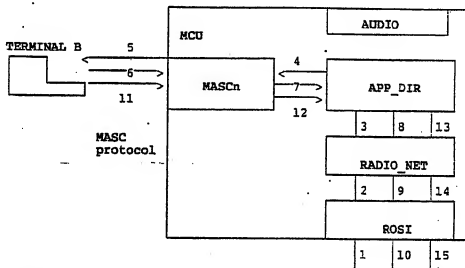 AUDIO
MCU
TERMINAL B
5
6
11
MASCn
4
7
12
APP_DIR
MASC
protocol
3 8 13
RADIO_NET
2 9 14
ROSI
1 10 15